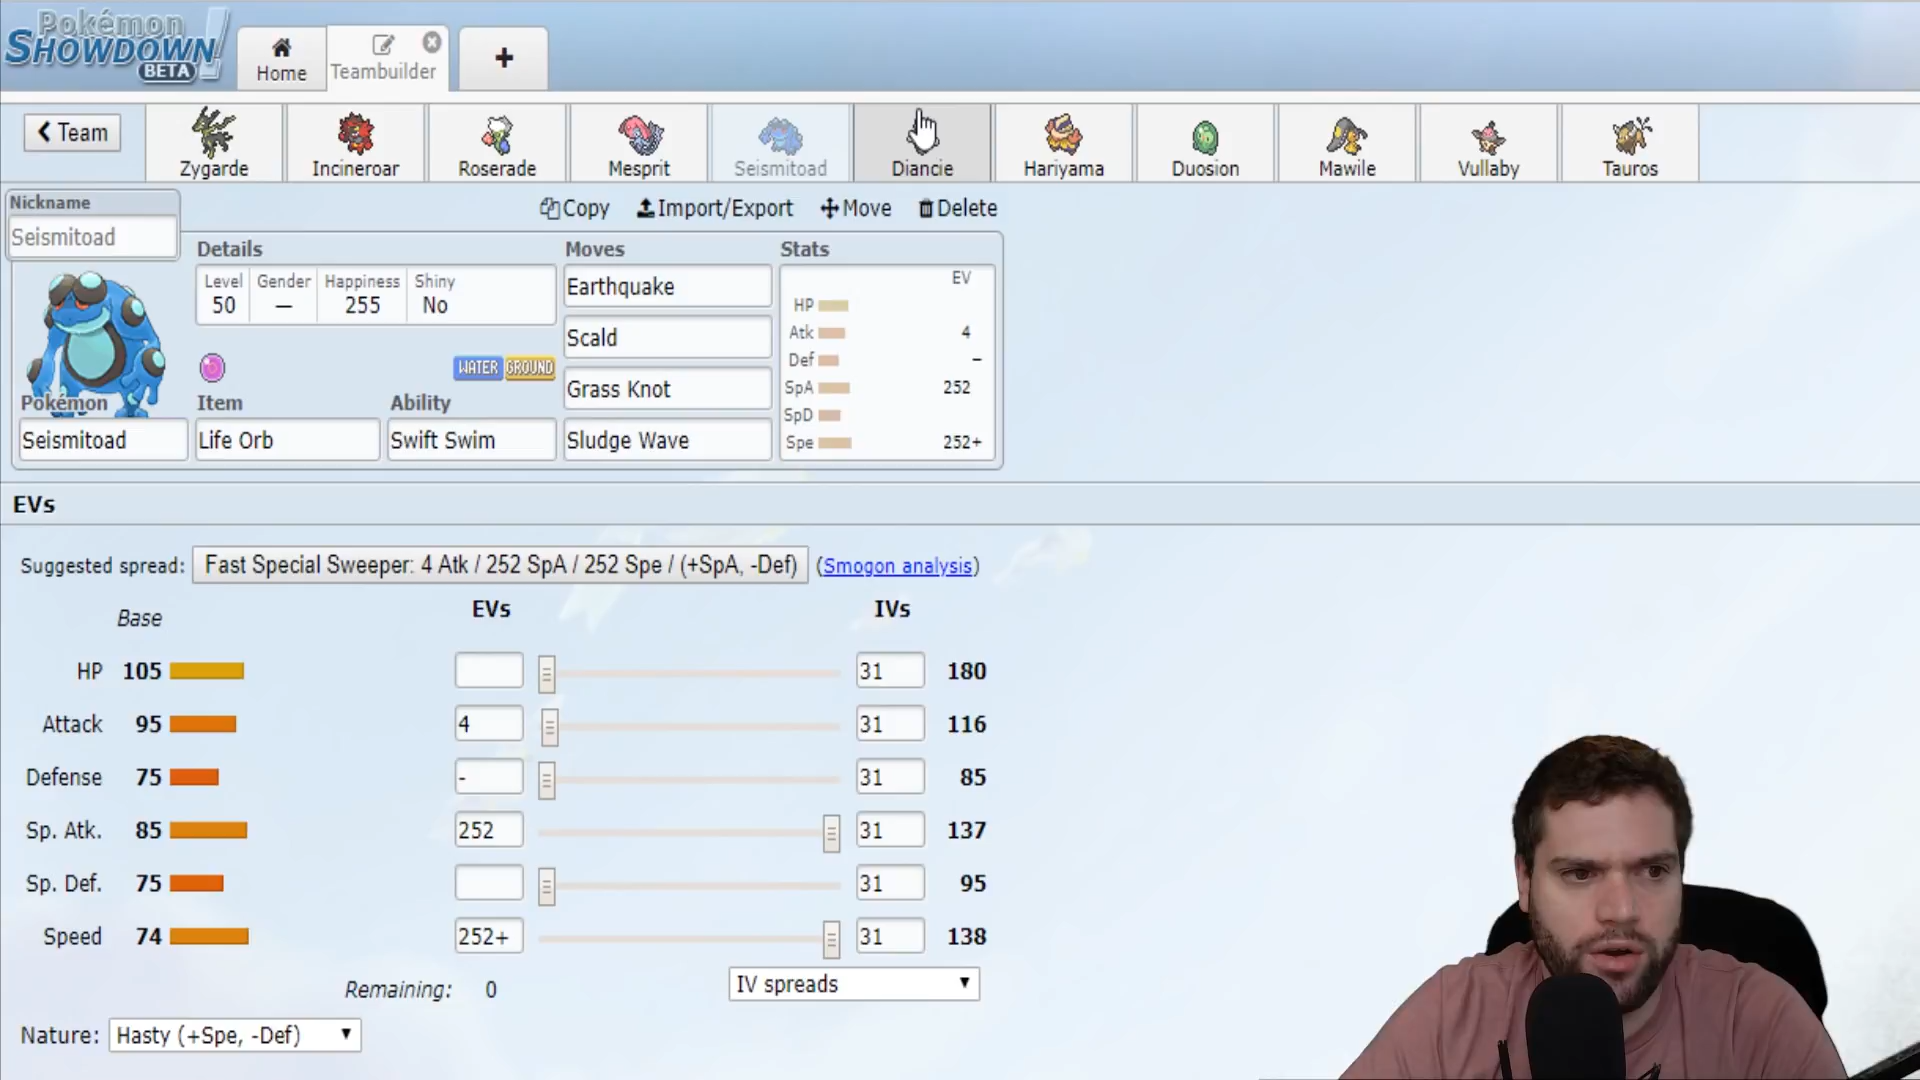 Pokémon
SHOWDOWN!
BETA
Home
Teambuilder
+
Team
Zygarde
Incineroar
Roserade
Mesprit
Seismitoad
Diancie
Hariyama
Duosion
Mawile
Vullaby
Tauros
Copy
Import/Export
Move
Delete
Nickname
Seismitoad
Details
Level
Gender
Happiness
Shiny
50
—
255
No
WATER
GROUND
Pokémon
Item
Ability
Seismitoad
Life Orb
Swift Swim
Moves
Earthquake
Scald
Grass Knot
Sludge Wave
Stats
EV
HP
Atk 4
Def –
SpA 252
SpD
Spe 252+
EVs
Suggested spread: Fast Special Sweeper: 4 Atk / 252 SpA / 252 Spe / (+SpA, -Def) (Smogon analysis)
Base EVs IVs
HP 105 31 180
Attack 95 4 31 116
Defense 75 - 31 85
Sp. Atk. 85 252 31 137
Sp. Def. 75 31 95
Speed 74 252+ 31 138
Remaining: 0
IV spreads
Nature: Hasty (+Spe, -Def)